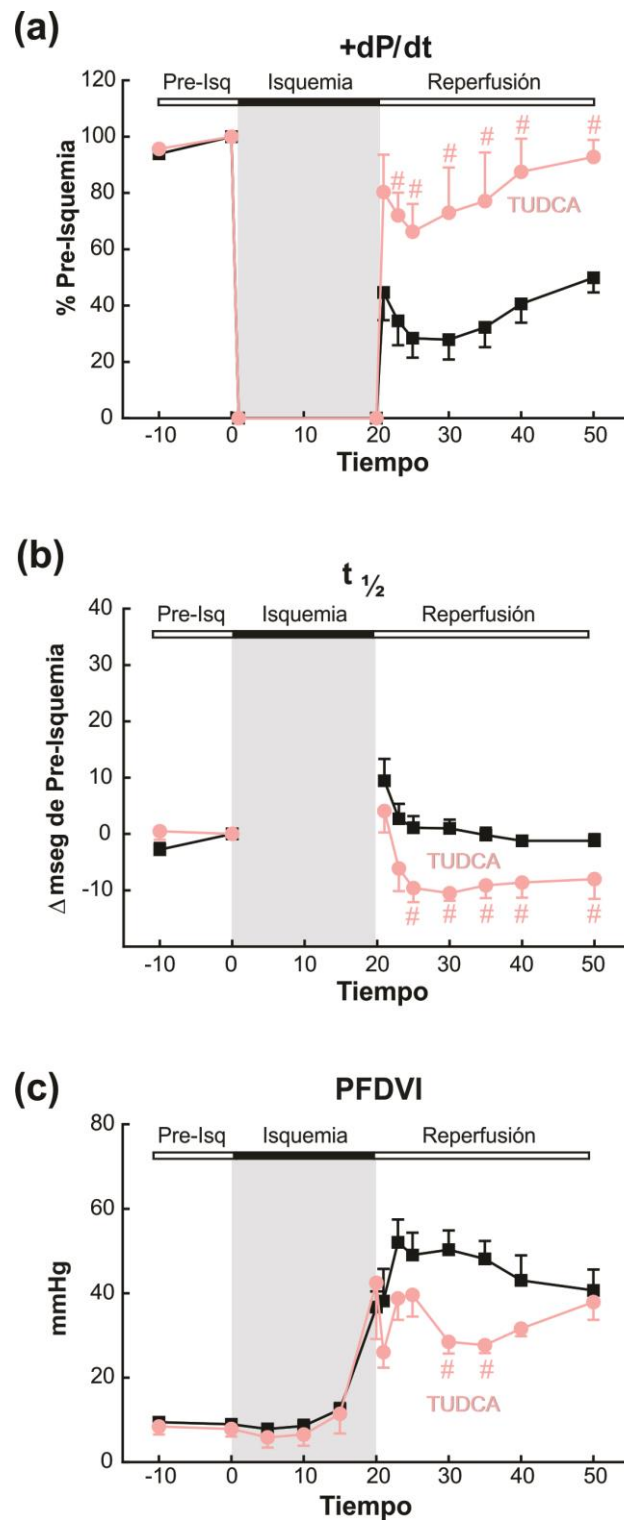 (a)
+dP/dt
Pre-Isq Isquemia Reperfusión
120
100
80
60
40
20
0
% Pre-Isquemia
# # # # # # #
TUDCA
-10 0 10 20 30 40 50
Tiempo
(b)
t ½
Pre-Isq Isquemia Reperfusión
40
30
20
10
0
-10
Δ mseg de Pre-Isquemia
TUDCA
# # # # #
-10 0 10 20 30 40 50
Tiempo
(c)
PFDVI
Pre-Isq Isquemia Reperfusión
80
60
40
20
0
mmHg
# #
TUDCA
-10 0 10 20 30 40 50
Tiempo